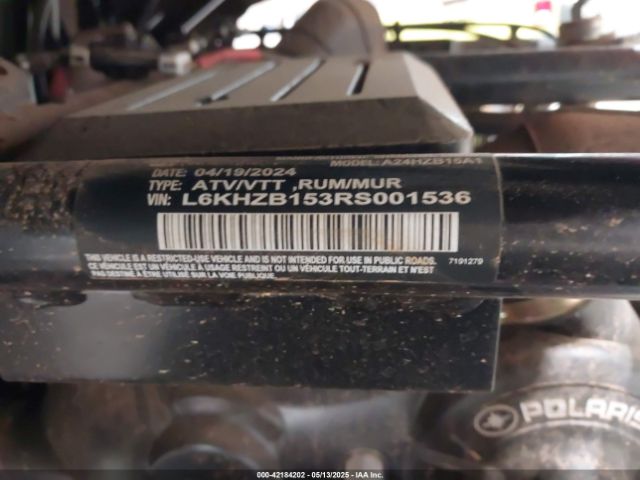 MODEL: A24HZB15A1
DATE: 04/19/2024
TYPE: ATV/VTT ,RUM/MUR
VIN: L6KHZB153RS001536
THIS VEHICLE IS A RESTRICTED-USE VEHICLE AND IS NOT INTENDED FOR USE IN PUBLIC ROADS.
7191279
CE VÉHICULE EST UN VÉHICULE À USAGE RESTREINT OU UN VÉHICULE TOUT-TERRAIN ET N'EST
PAS DESTINÉ À ÊTRE UTILISÉ SUR LA VOIE PUBLIQUE.
POLARIS
000-42184202 - 05/13/2025 - IAA Inc.